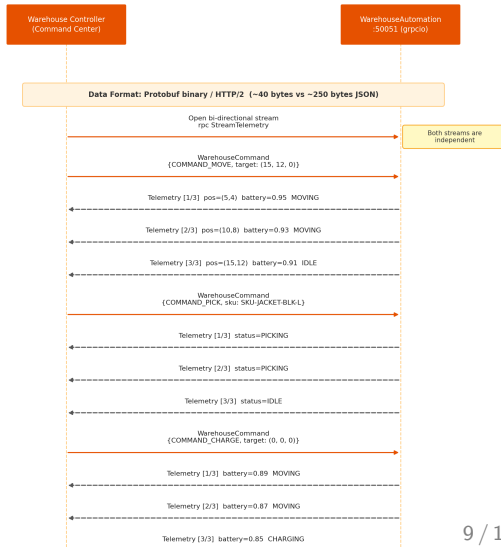 Warehouse Controller
(Command Center)
WarehouseAutomation
:50051 (grpcio)
Data Format: Protobuf binary / HTTP/2  (~40 bytes vs ~250 bytes JSON)
Open bi-directional stream
rpc StreamTelemetry
Both streams are
independent
WarehouseCommand
{COMMAND_MOVE, target: (15, 12, 0)}
Telemetry [1/3]  pos=(5,4)  battery=0.95  MOVING
Telemetry [2/3]  pos=(10,8)  battery=0.93  MOVING
Telemetry [3/3]  pos=(15,12)  battery=0.91  IDLE
WarehouseCommand
{COMMAND_PICK, sku: SKU-JACKET-BLK-L}
Telemetry [1/3]  status=PICKING
Telemetry [2/3]  status=PICKING
Telemetry [3/3]  status=IDLE
WarehouseCommand
{COMMAND_CHARGE, target: (0, 0, 0)}
Telemetry [1/3]  battery=0.89  MOVING
Telemetry [2/3]  battery=0.87  MOVING
Telemetry [3/3]  battery=0.85  CHARGING
9 / 1